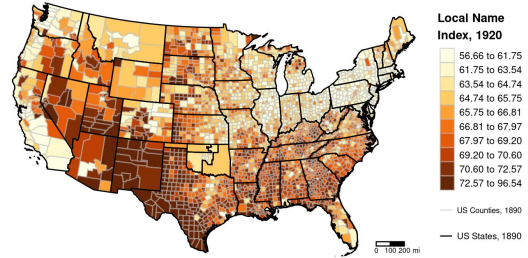 Local Name
Index, 1920
56.66 to 61.75
61.75 to 63.54
63.54 to 64.74
64.74 to 65.75
65.75 to 66.81
66.81 to 67.97
67.97 to 69.20
69.20 to 70.60
70.60 to 72.57
72.57 to 96.54
US Counties, 1890
US States, 1890
0 100 200 mi